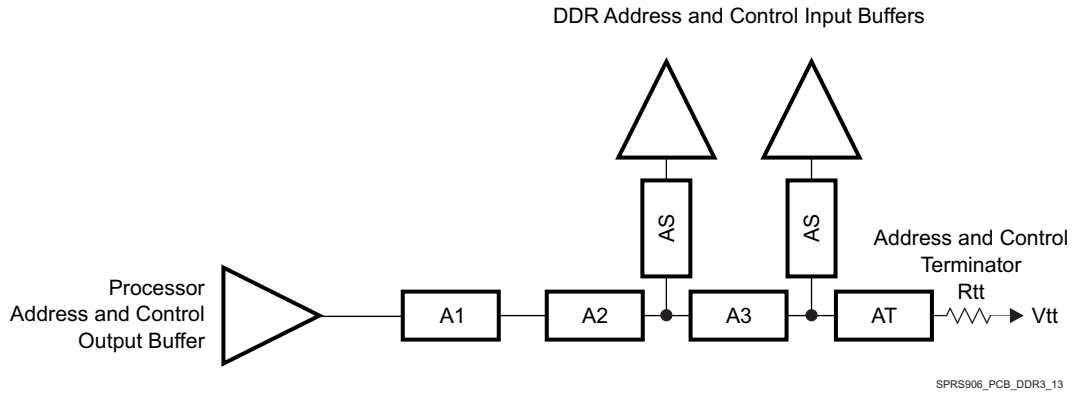 DDR Address and Control Input Buffers
AS
AS
Processor
Address and Control
Output Buffer
A1
A2
A3
AT
Address and Control
Terminator
Rtt
Vtt
SPRS906_PCB_DDR3_13